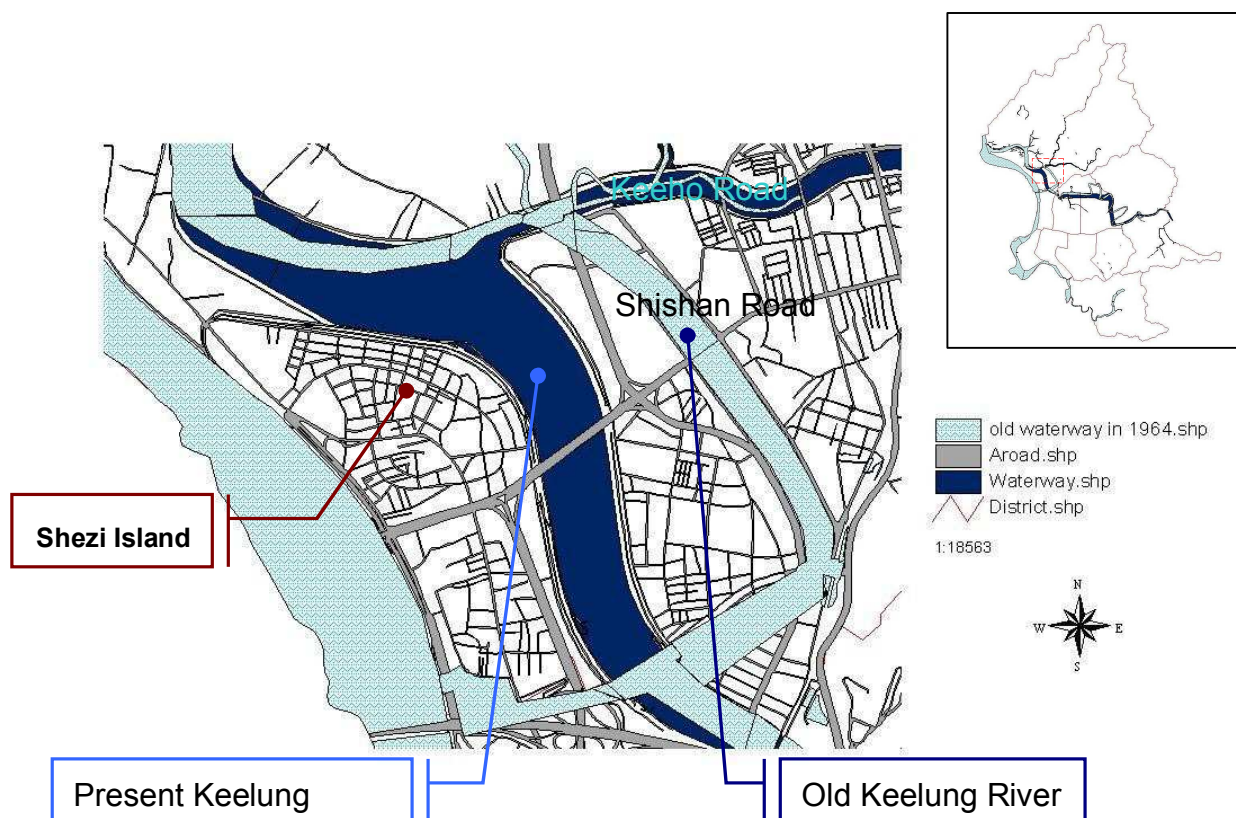 Keeho Road
Shishan Road
Shezi Island
Present Keelung
Old Keelung River
old waterway in 1964.shp
Aroad.shp
Waterway.shp
District.shp
1:18563
N
W E
S